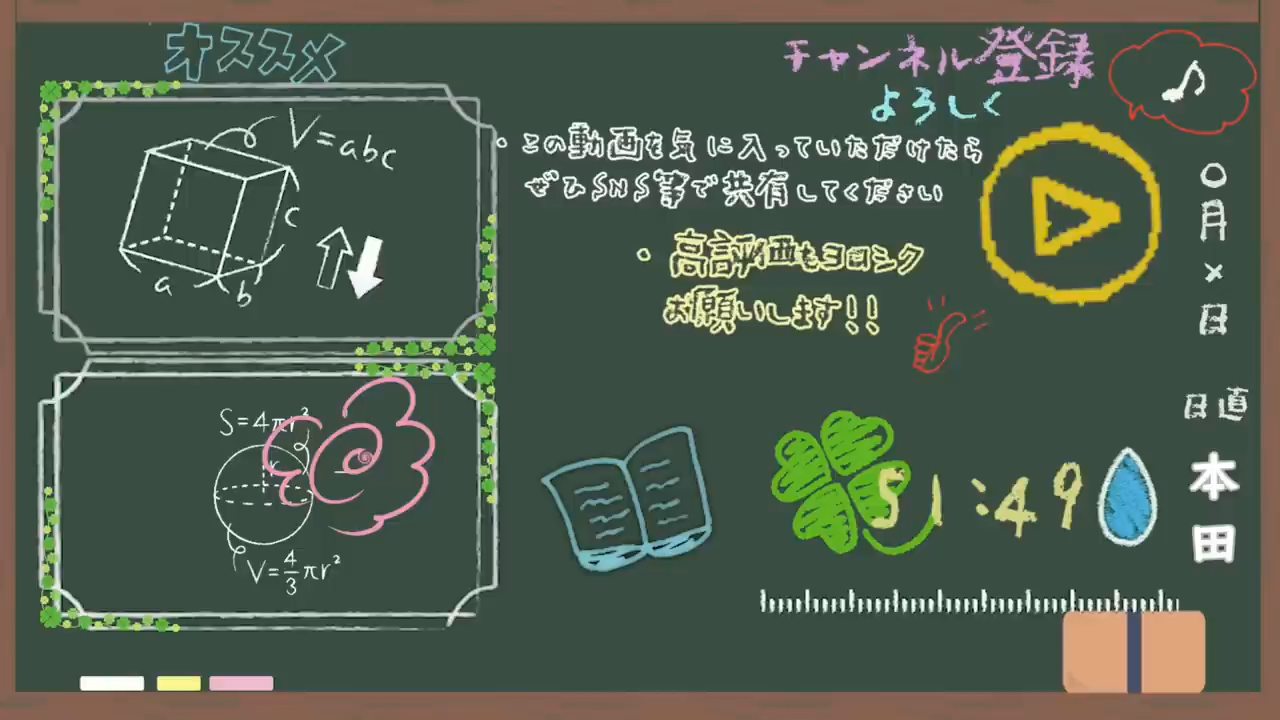 オススメ
V=abc
c
a
b
S=4πr²
r
V=4/3πr²
チャンネル登録
よろしく
・この動画を気に入っていただけたら
ぜひSNS等で共有してください
・高評価もヨロシク
お願いします!!
51:49
〇月×日
日直
本田